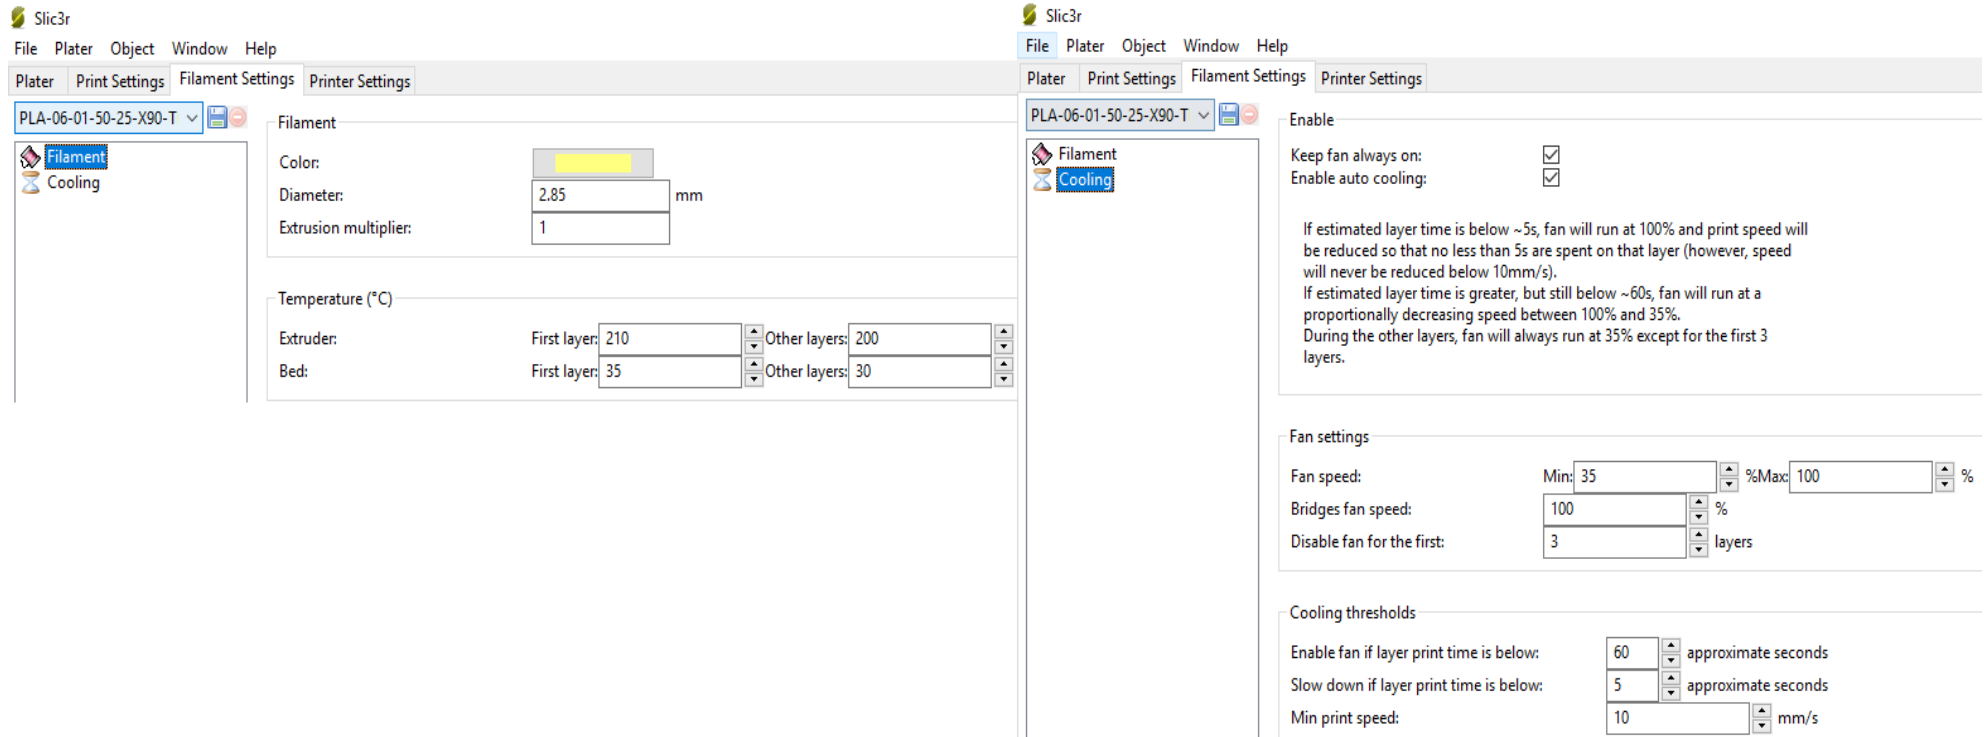 Slic3r
File Plater Object Window Help
Plater Print Settings Filament Settings Printer Settings
PLA-06-01-50-25-X90-T
Filament
Cooling
Filament
Color:
Diameter: 2.85 mm
Extrusion multiplier: 1
Temperature (°C)
Extruder: First layer: 210 Other layers: 200
Bed: First layer: 35 Other layers: 30
Slic3r
File Plater Object Window Help
Plater Print Settings Filament Settings Printer Settings
PLA-06-01-50-25-X90-T
Filament
Cooling
Enable
Keep fan always on:
Enable auto cooling:
If estimated layer time is below ~5s, fan will run at 100% and print speed will
be reduced so that no less than 5s are spent on that layer (however, speed
will never be reduced below 10mm/s).
If estimated layer time is greater, but still below ~60s, fan will run at a
proportionally decreasing speed between 100% and 35%.
During the other layers, fan will always run at 35% except for the first 3
layers.
Fan settings
Fan speed: Min: 35 %Max: 100 %
Bridges fan speed: 100 %
Disable fan for the first: 3 layers
Cooling thresholds
Enable fan if layer print time is below: 60 approximate seconds
Slow down if layer print time is below: 5 approximate seconds
Min print speed: 10 mm/s